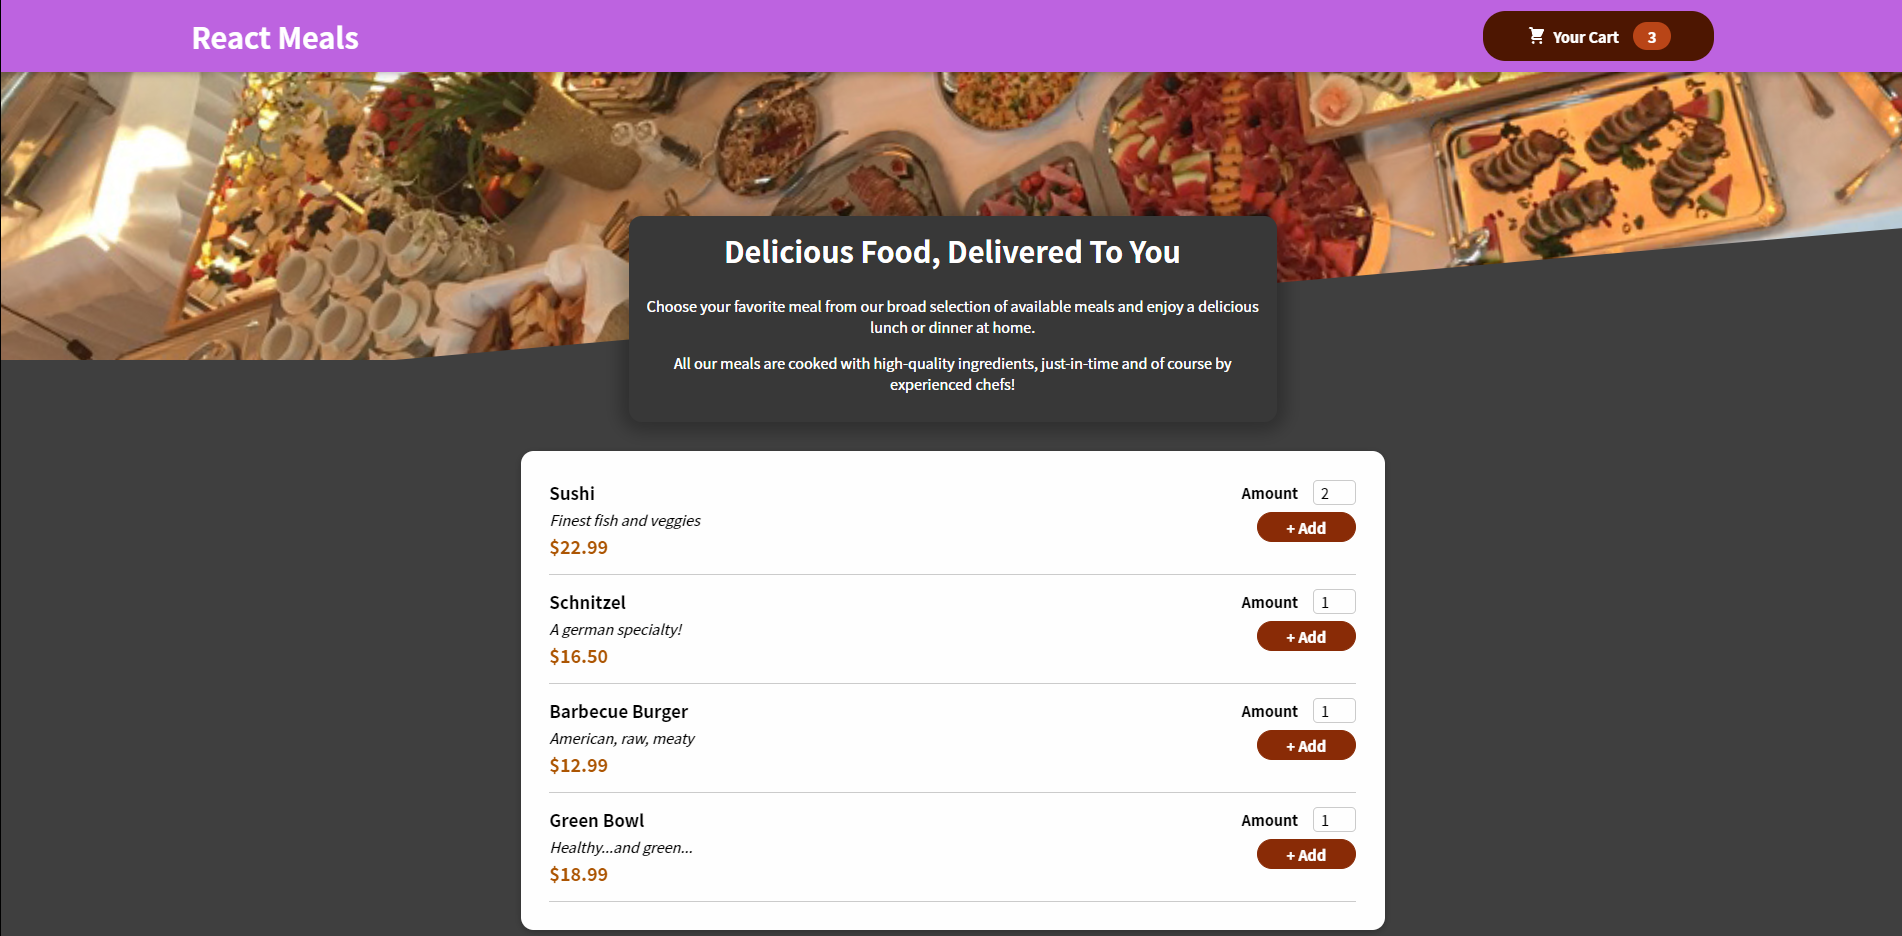 React Meals
Your Cart 3
Delicious Food, Delivered To You
Choose your favorite meal from our broad selection of available meals and enjoy a delicious
lunch or dinner at home.
All our meals are cooked with high-quality ingredients, just-in-time and of course by
experienced chefs!
Sushi
Finest fish and veggies
$22.99
Amount 2
+ Add
Schnitzel
A german specialty!
$16.50
Amount 1
+ Add
Barbecue Burger
American, raw, meaty
$12.99
Amount 1
+ Add
Green Bowl
Healthy...and green...
$18.99
Amount 1
+ Add